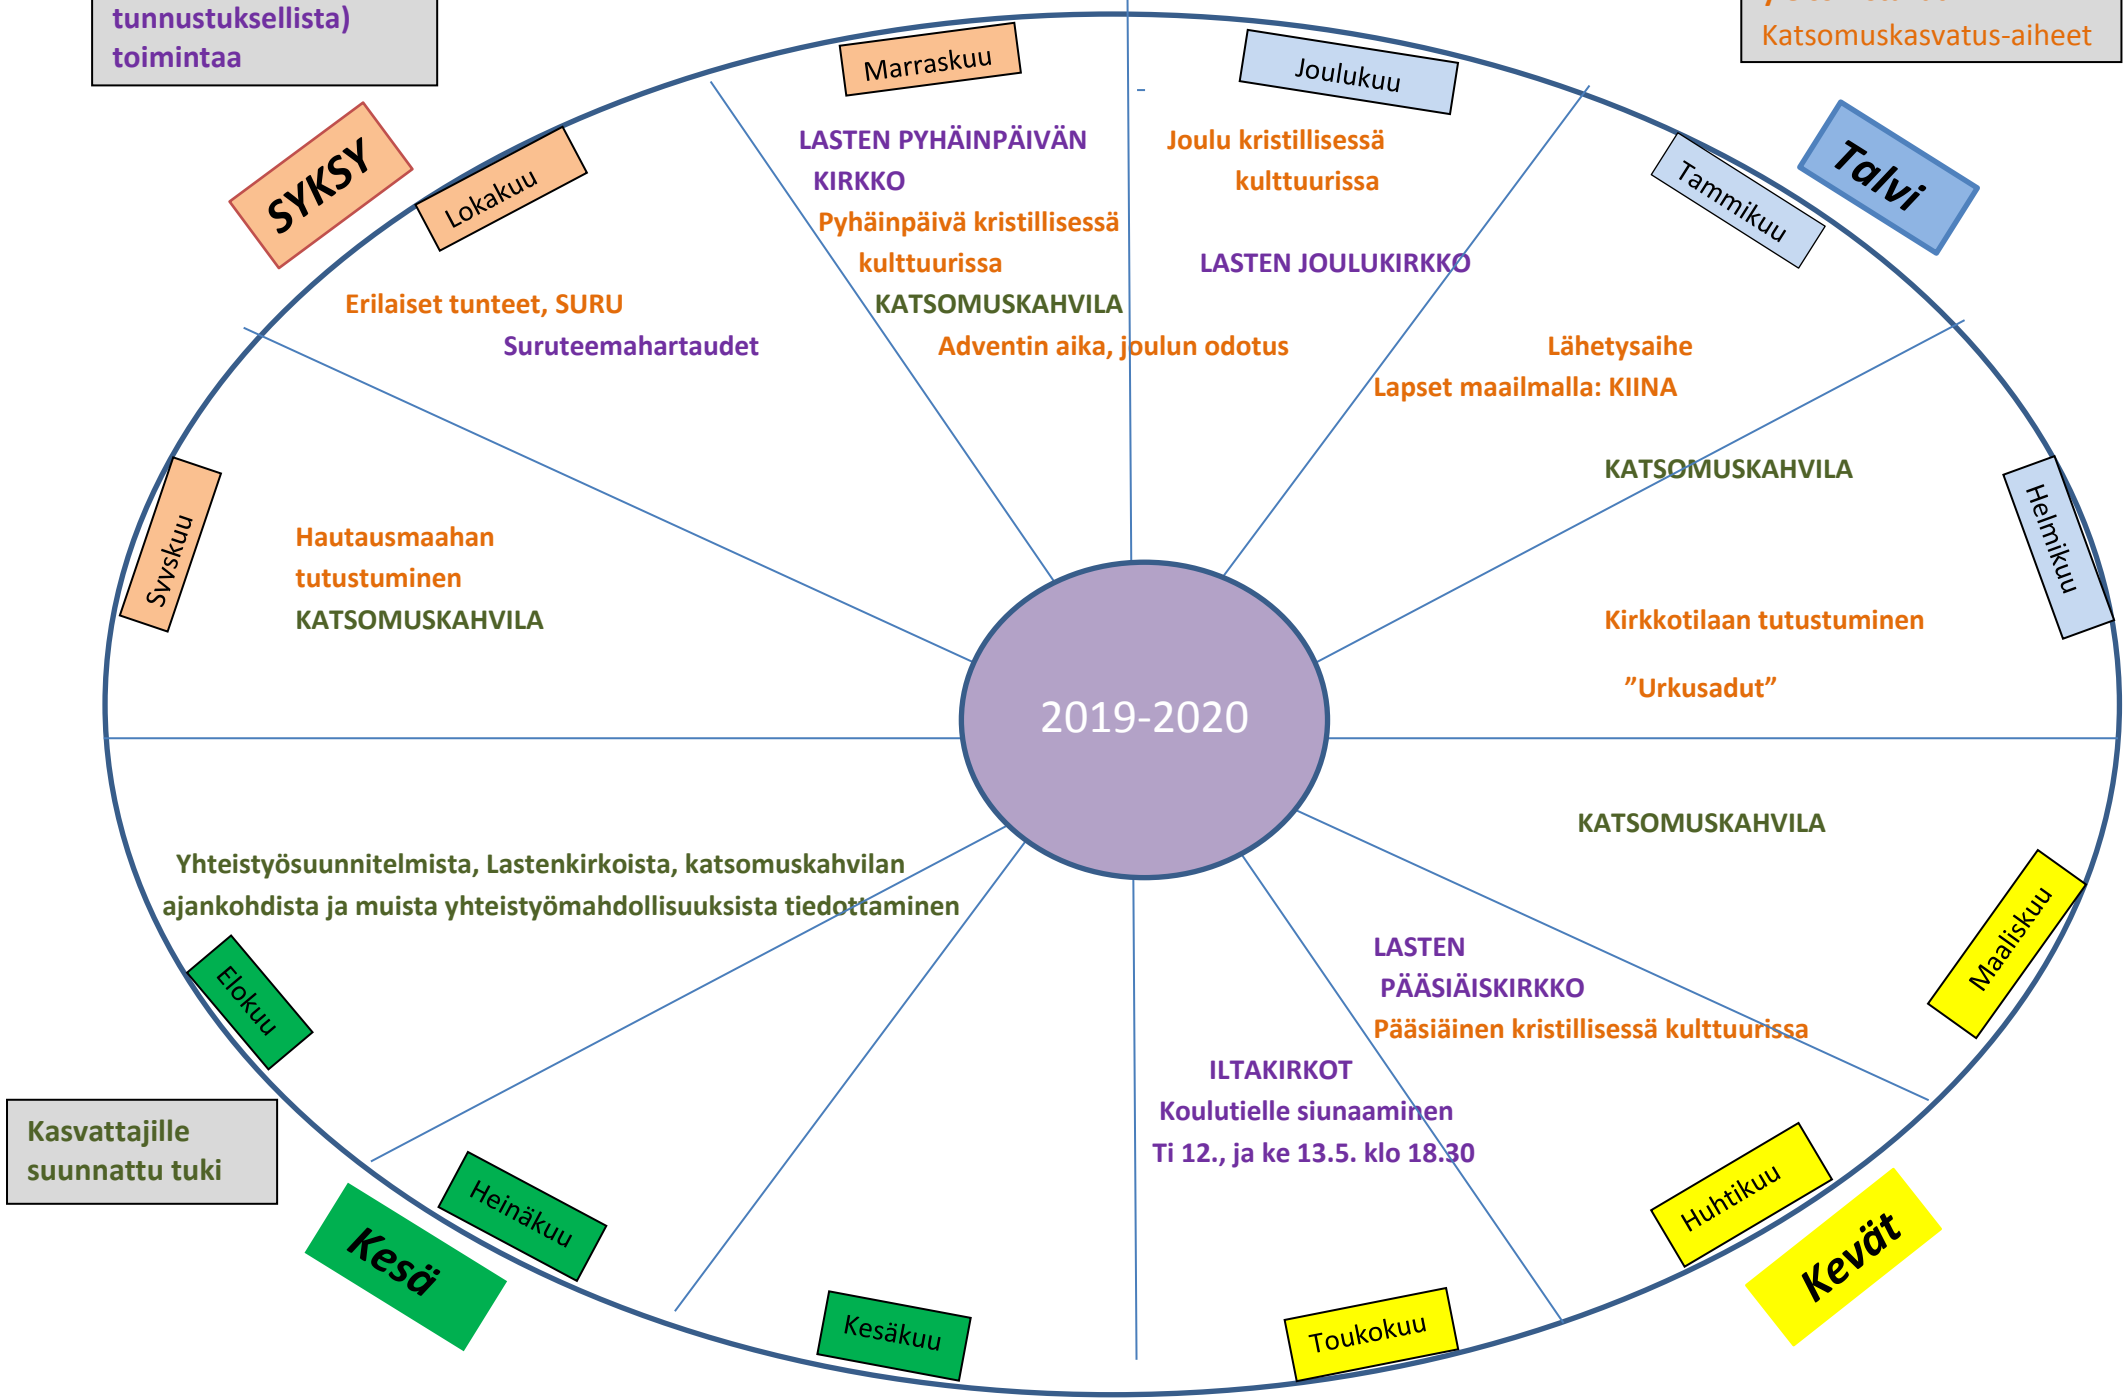 tunnustuksellista)
toimintaa
Katsomuskasvatus-aiheet
Marraskuu
Joulukuu
SYKSY
Lokakuu
Tammikuu
Talvi
LASTEN PYHÄINPÄIVÄN
KIRKKO
Pyhäinpäivä kristillisessä
kulttuurissa
KATSOMUSKAHVILA
Adventin aika, joulun odotus
Joulu kristillisessä
kulttuurissa
LASTEN JOULUKIRKKO
Erilaiset tunteet, SURU
Suruteemahartaudet
Lähetysaihe
Lapset maailmalla: KIINA
KATSOMUSKAHVILA
Syyskuu
Hautausmaahan
tutustuminen
KATSOMUSKAHVILA
Helmikuu
Kirkkotilaan tutustuminen
”Urkusadut”
2019-2020
KATSOMUSKAHVILA
Maaliskuu
Yhteistyösuunnitelmista, Lastenkirkoista, katsomuskahvilan
ajankohdista ja muista yhteistyömahdollisuuksista tiedottaminen
Elokuu
LASTEN
PÄÄSIÄISKIRKKO
Pääsiäinen kristillisessä kulttuurissa
ILTAKIRKOT
Koulutielle siunaaminen
Ti 12., ja ke 13.5. klo 18.30
Kasvattajille
suunnattu tuki
Heinäkuu
Kesä
Kesäkuu
Toukokuu
Huhtikuu
Kevät